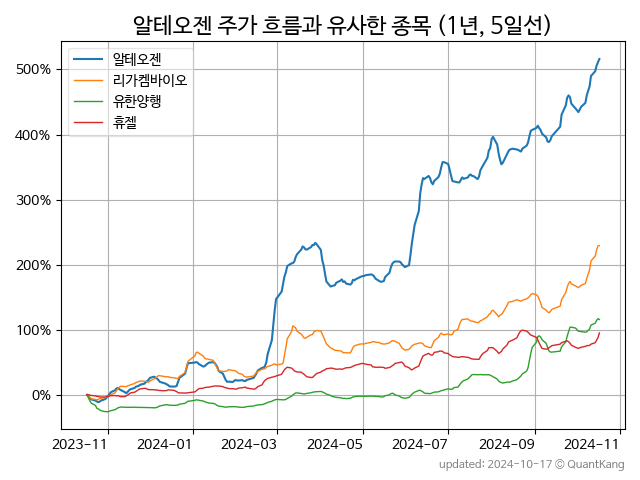 알테오젠 주가 흐름과 유사한 종목 (1년, 5일선)
알테오젠
리가켐바이오
유한양행
휴젤
500%
400%
300%
200%
100%
0%
2023-11 2024-01 2024-03 2024-05 2024-07 2024-09 2024-11
updated: 2024-10-17 © QuantKang